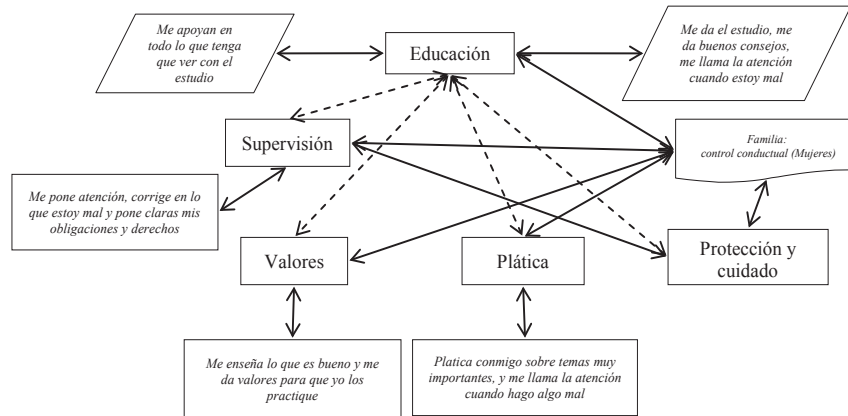 Me apoyan en
todo lo que tenga
que ver con el
estudio
Educación
Me da el estudio, me
da buenos consejos,
me llama la atención
cuando estoy mal
Supervisión
Familia:
control conductual (Mujeres)
Me pone atención, corrige en lo
que estoy mal y pone claras mis
obligaciones y derechos
Valores
Plática
Protección y
cuidado
Me enseña lo que es bueno y me
da valores para que yo los
practique
Platica conmigo sobre temas muy
importantes, y me llama la atención
cuando hago algo mal